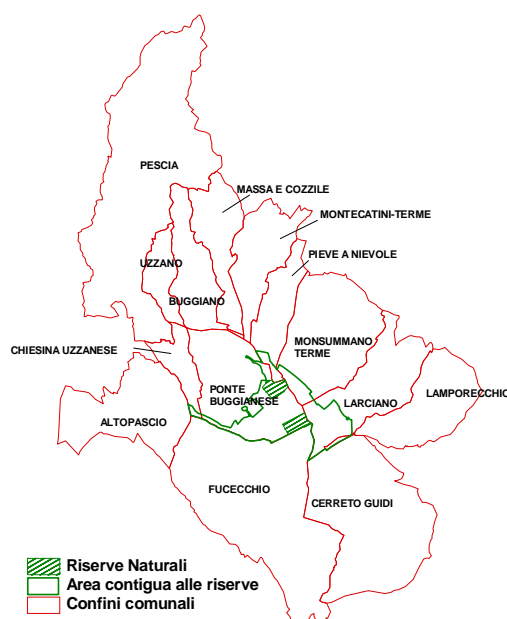 PESCIA
MASSA E COZZILE
MONTECATINI-TERME
PIEVE A NIEVOLE
UZZANO
BUGGIANO
CHIESINA UZZANESE
MONSUMMANO
TERME
PONTE
BUGGIANESE
LARCIANO
LAMPORECCHIO
ALTOPASCIO
FUCECCHIO
CERRETO GUIDI
Riserve Naturali
Area contigua alle riserve
Confini comunali